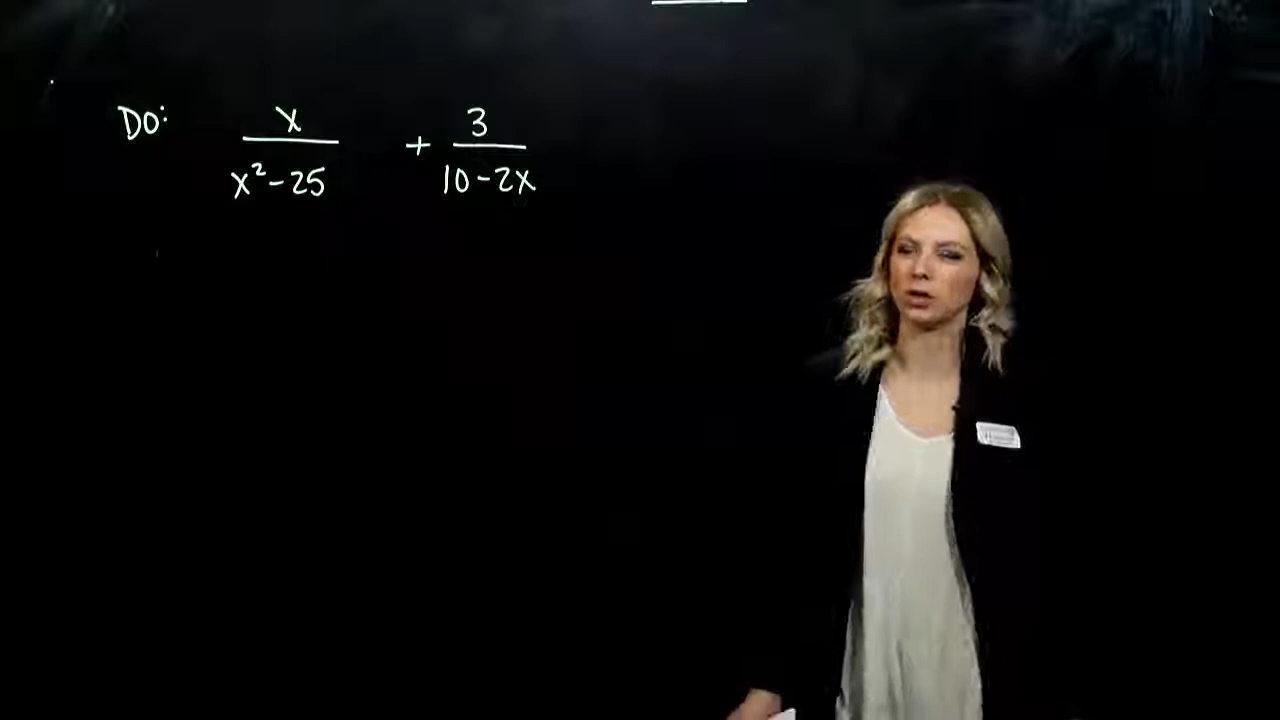 DO: x/(x²-25) + 3/(10-2x)